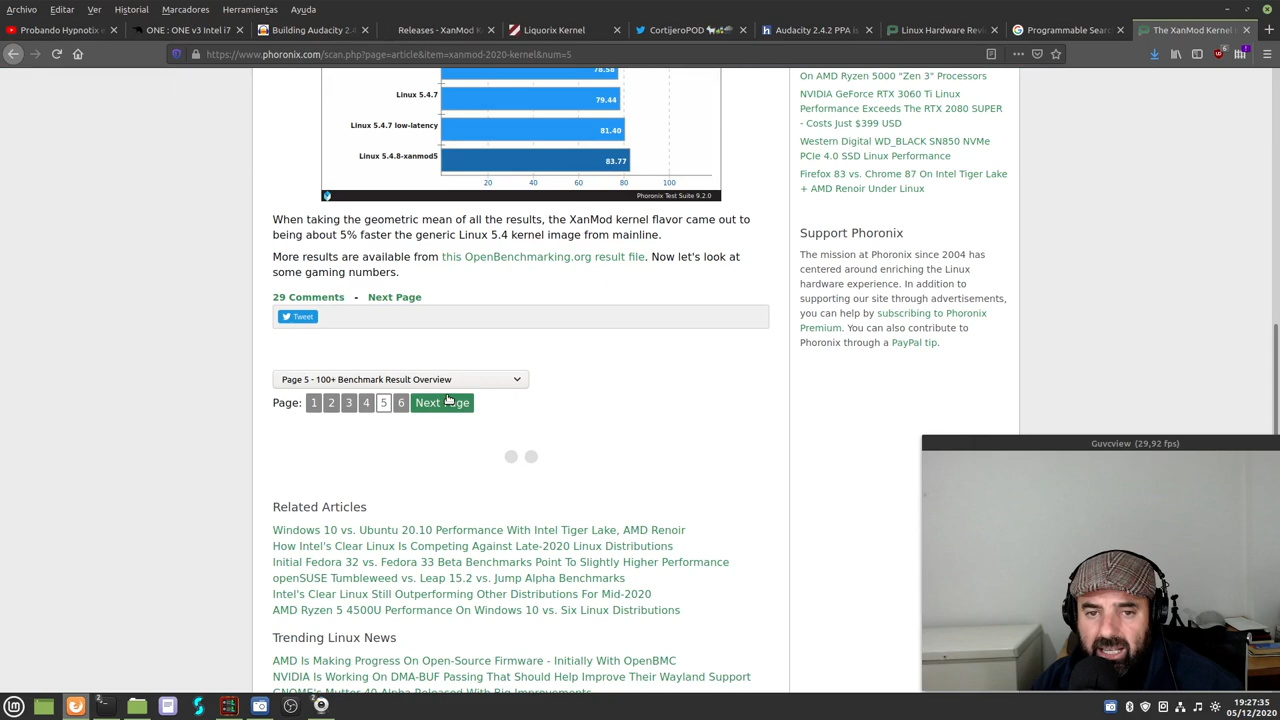 Archivo Editar Ver Historial Marcadores Herramientas Ayuda
Probando Hypnotix e
ONE : ONE v3 Intel i7
Building Audacity 2.4
Releases - XanMod K
Liquorix Kernel
CortijeroPOD
Audacity 2.4.2 PPA is
Linux Hardware Revi
Programmable Searc
The XanMod Kernel
https://www.phoronix.com/scan.php?page=article&item=xanmod-2020-kernel&num=5
78.58
Linux 5.4.7
79.44
Linux 5.4.7 low-latency
81.40
Linux 5.4.8-xanmod5
83.77
20 40 60 80 100
Phoronix Test Suite 9.2.0
When taking the geometric mean of all the results, the XanMod kernel flavor came out to
being about 5% faster the generic Linux 5.4 kernel image from mainline.
More results are available from this OpenBenchmarking.org result file. Now let's look at
some gaming numbers.
29 Comments - Next Page
Tweet
Page 5 - 100+ Benchmark Result Overview
Page: 1 2 3 4 5 6 Next Page
Related Articles
Windows 10 vs. Ubuntu 20.10 Performance With Intel Tiger Lake, AMD Renoir
How Intel's Clear Linux Is Competing Against Late-2020 Linux Distributions
Initial Fedora 32 vs. Fedora 33 Beta Benchmarks Point To Slightly Higher Performance
openSUSE Tumbleweed vs. Leap 15.2 vs. Jump Alpha Benchmarks
Intel's Clear Linux Still Outperforming Other Distributions For Mid-2020
AMD Ryzen 5 4500U Performance On Windows 10 vs. Six Linux Distributions
Trending Linux News
AMD Is Making Progress On Open-Source Firmware - Initially With OpenBMC
NVIDIA Is Working On DMA-BUF Passing That Should Help Improve Their Wayland Support
GNOME's Mutter 40 Alpha Released With Big Improvements
On AMD Ryzen 5000 "Zen 3" Processors
NVIDIA GeForce RTX 3060 Ti Linux
Performance Exceeds The RTX 2080 SUPER
- Costs Just $399 USD
Western Digital WD_BLACK SN850 NVMe
PCIe 4.0 SSD Linux Performance
Firefox 83 vs. Chrome 87 On Intel Tiger Lake
+ AMD Renoir Under Linux
Support Phoronix
The mission at Phoronix since 2004 has
centered around enriching the Linux
hardware experience. In addition to
supporting our site through advertisements,
you can help by subscribing to Phoronix
Premium. You can also contribute to
Phoronix through a PayPal tip.
Guvcview (29,92 fps)
19:27:35
05/12/2020